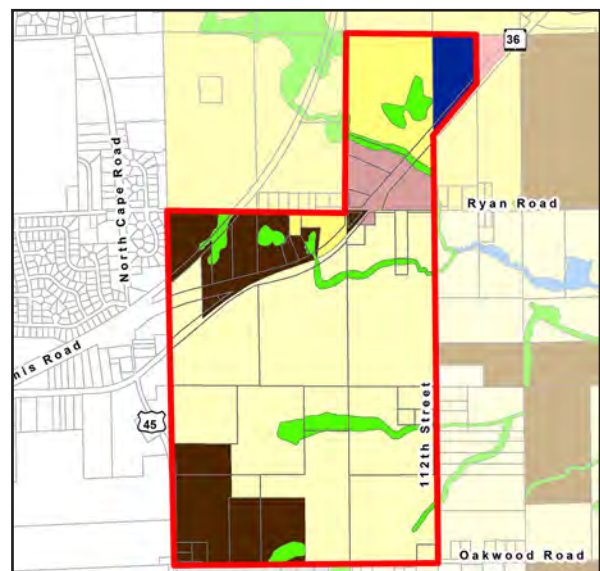 36
North Cape Road
Ryan Road
nis Road
45
112th Street
Oakwood Road